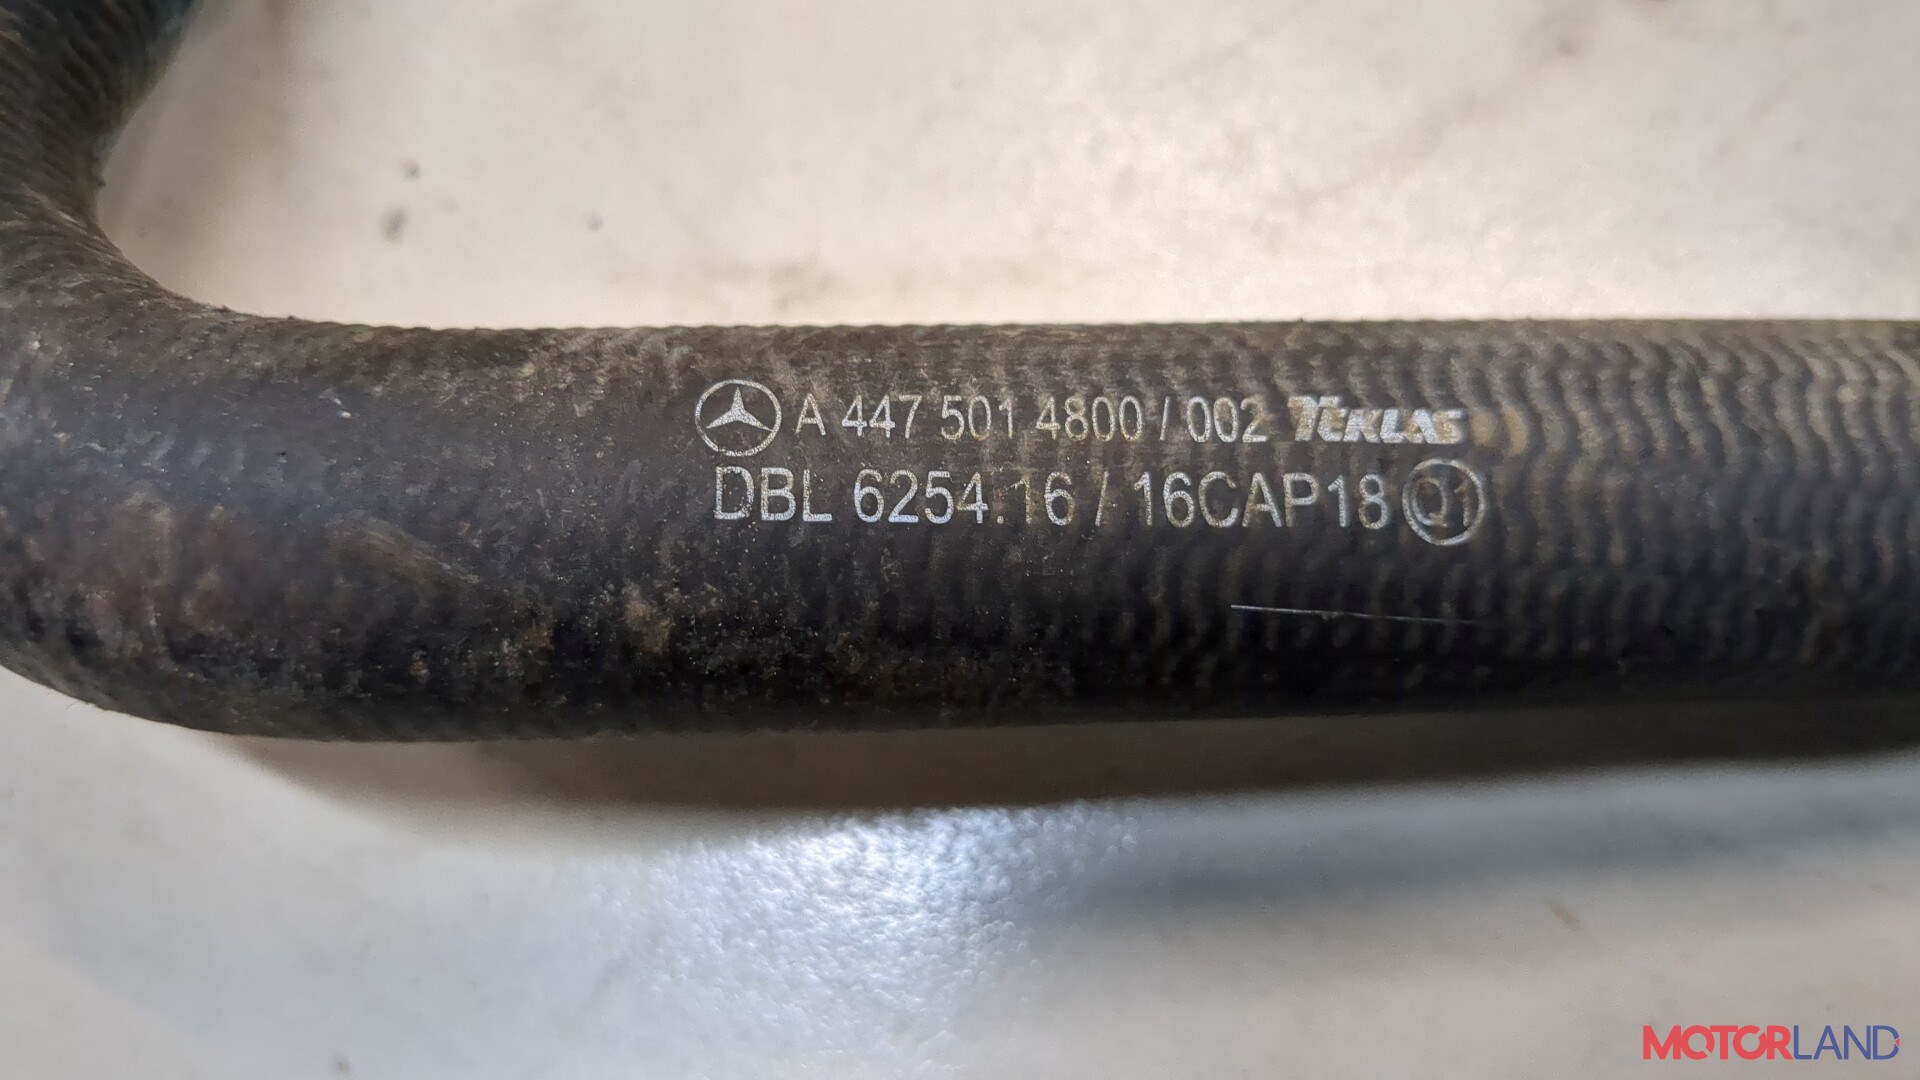 A 447 501 4800 / 002 TEKLAS
DBL 6254.16 / 16CAP18 Q1
MOTORLAND